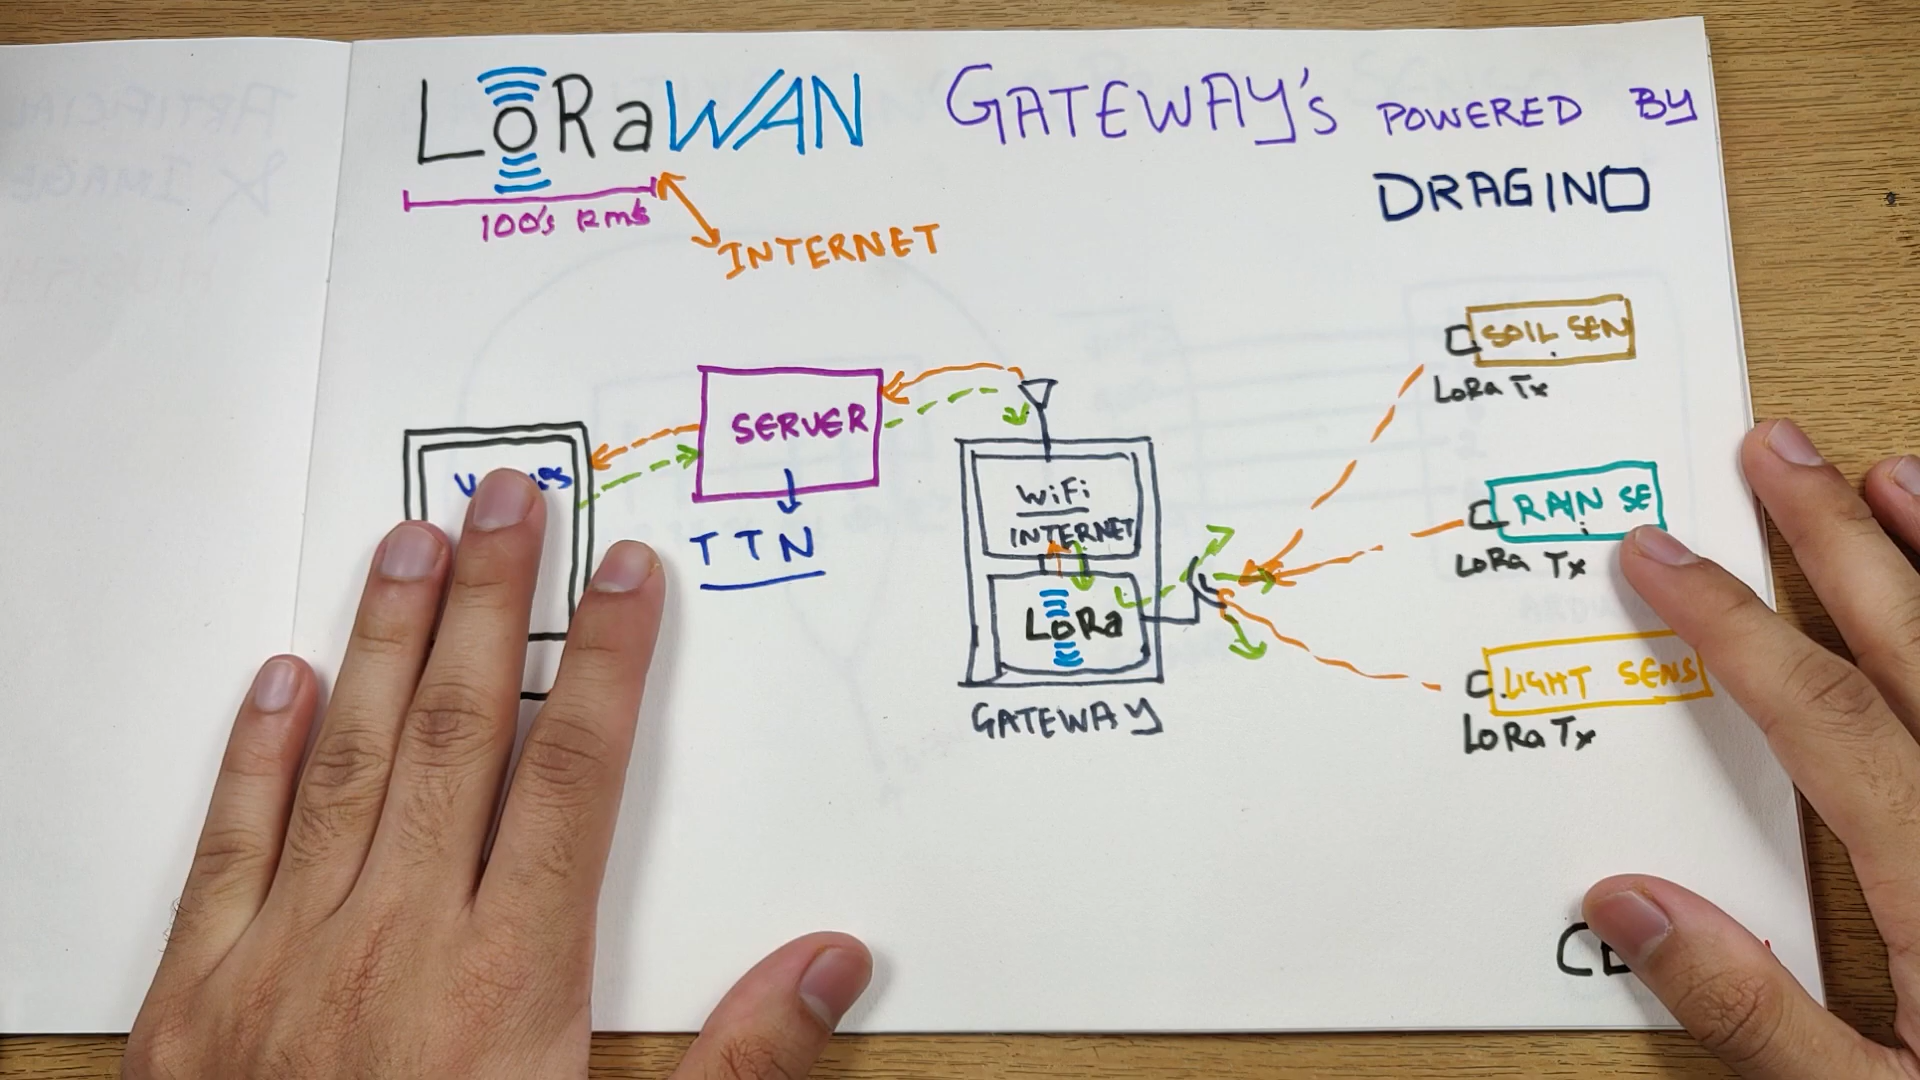 LoRaWAN GATEWAY's POWERED BY
DRAGINO
100's kms
INTERNET
SOIL SEN
LoRa Tx
SERVER
TTN
WiFi
INTERNET
LoRa
GATEWAY
RAIN SE
LoRa Tx
LIGHT SENS
LoRa Tx